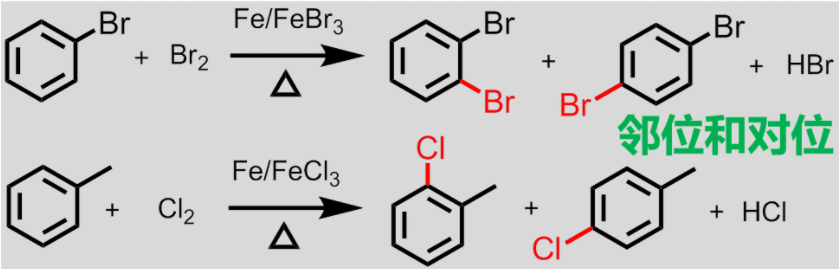 Br + Br₂ Fe/FeBr₃ △ Br Br + Br Br + HBr
邻位和对位
+ Cl₂ Fe/FeCl₃ △ Cl + Cl + HCl